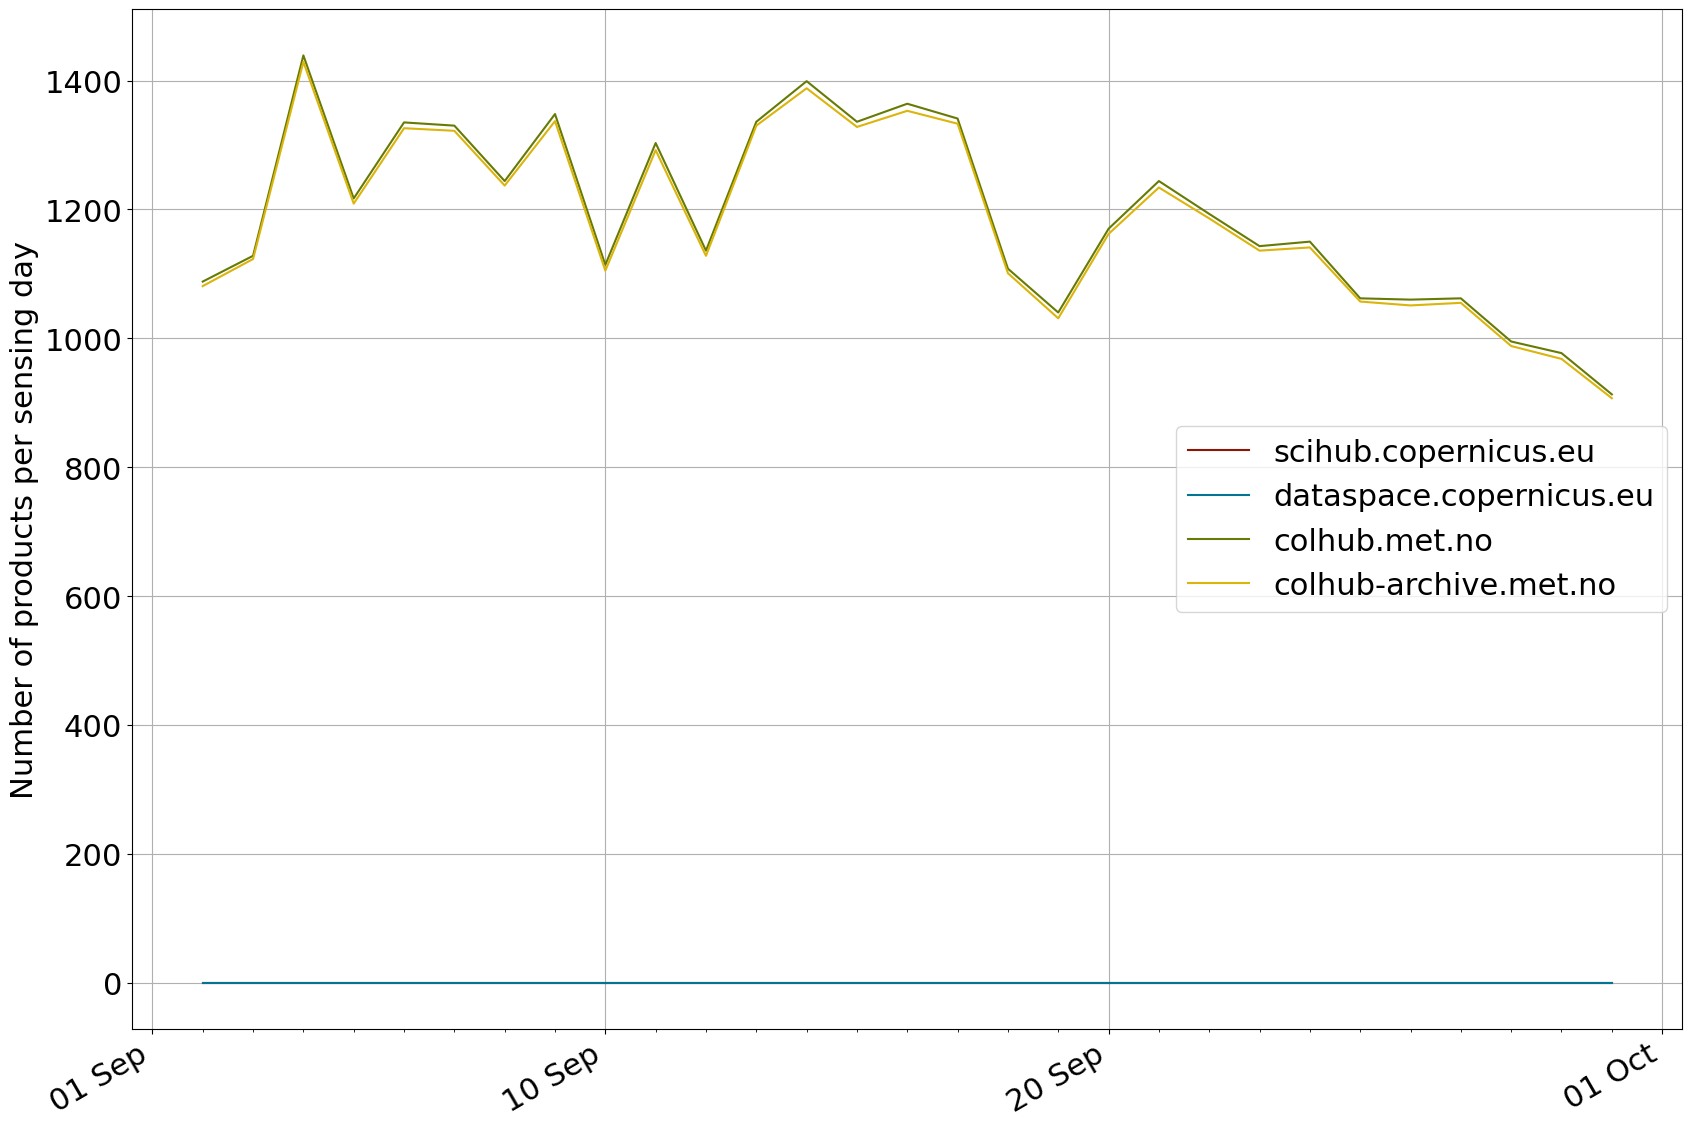 Number of products per sensing day
1400
1200
1000
800
600
400
200
0
01 Sep
10 Sep
20 Sep
01 Oct
scihub.copernicus.eu
dataspace.copernicus.eu
colhub.met.no
colhub-archive.met.no